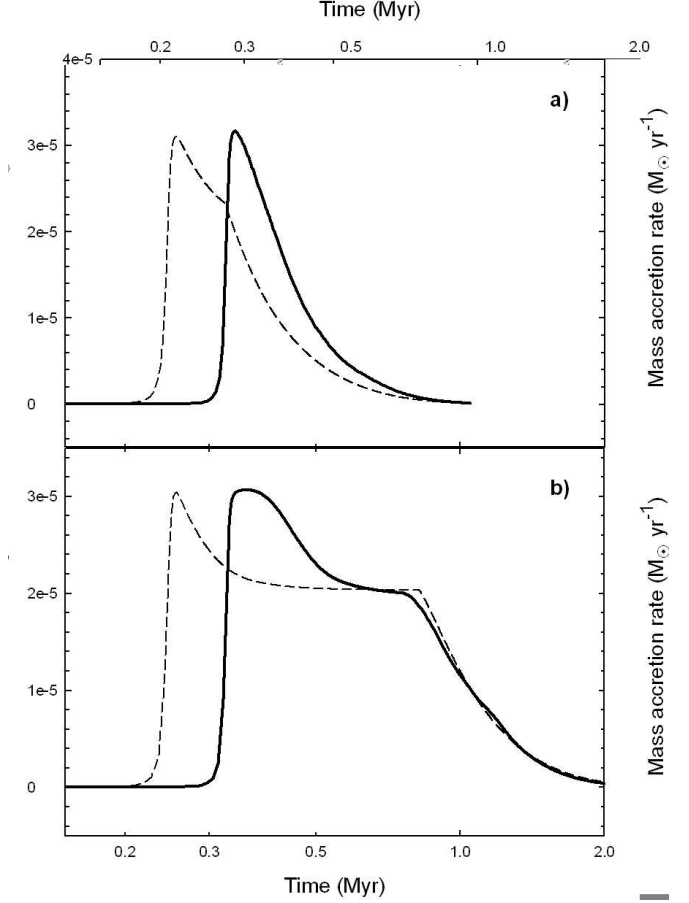 Time (Myr)
0.2 0.3 0.5 1.0 2.0
4e-5
a)
3e-5
2e-5
1e-5
0
Mass accretion rate (M☉ yr-1)
b)
3e-5
2e-5
1e-5
0
Mass accretion rate (M☉ yr-1)
0.2 0.3 0.5 1.0 2.0
Time (Myr)